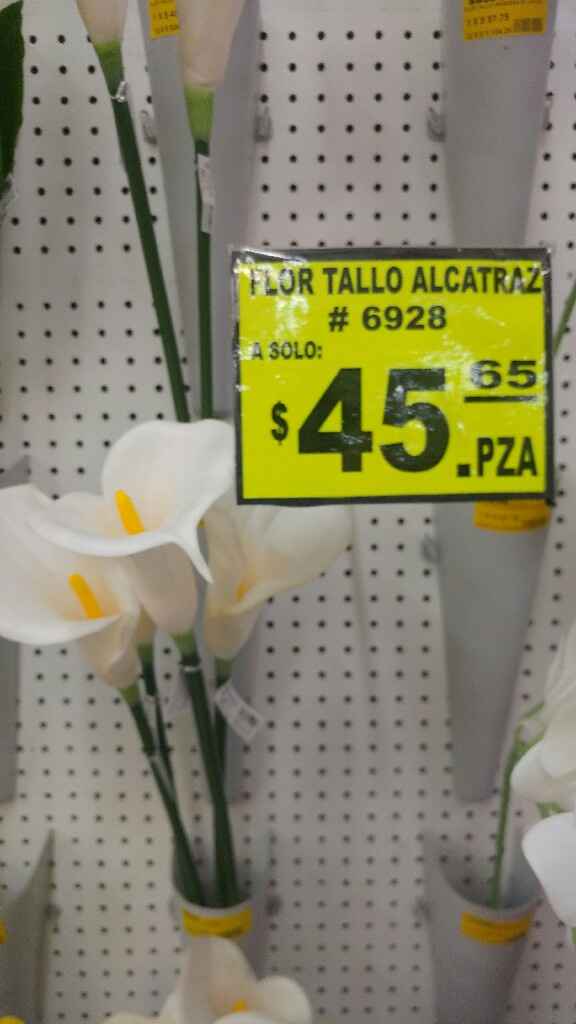 FLOR TALLO ALCATRAZ
# 6928
A SOLO:
$45.65
PZA